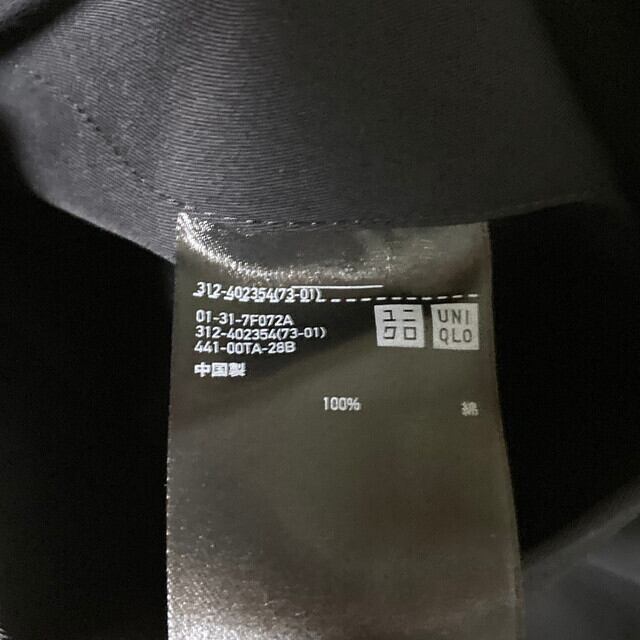 312-402354(73-01)
01-31-7F072A
312-402354(73-01)
441-00TA-28B
中国製
ユニ
クロ
UNI
QLO
100% 綿